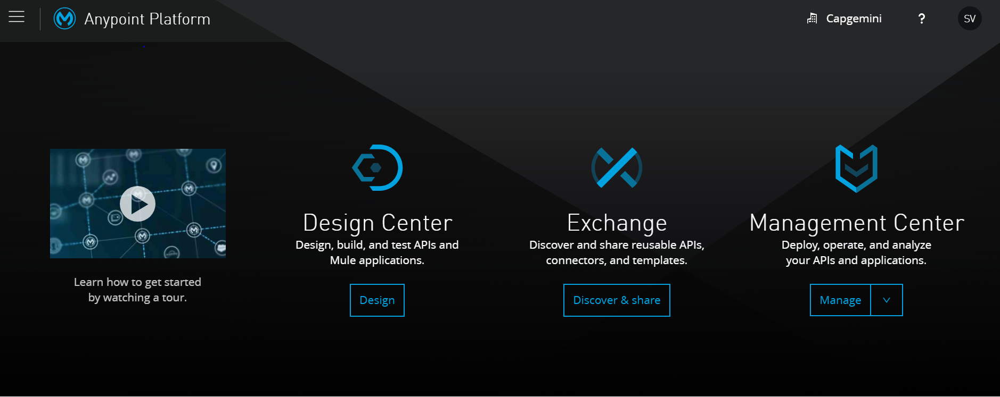 Anypoint Platform
Capgemini
?
SV
Learn how to get started
by watching a tour.
Design Center
Design, build, and test APIs and
Mule applications.
Design
Exchange
Discover and share reusable APIs,
connectors, and templates.
Discover & share
Management Center
Deploy, operate, and analyze
your APIs and applications.
Manage